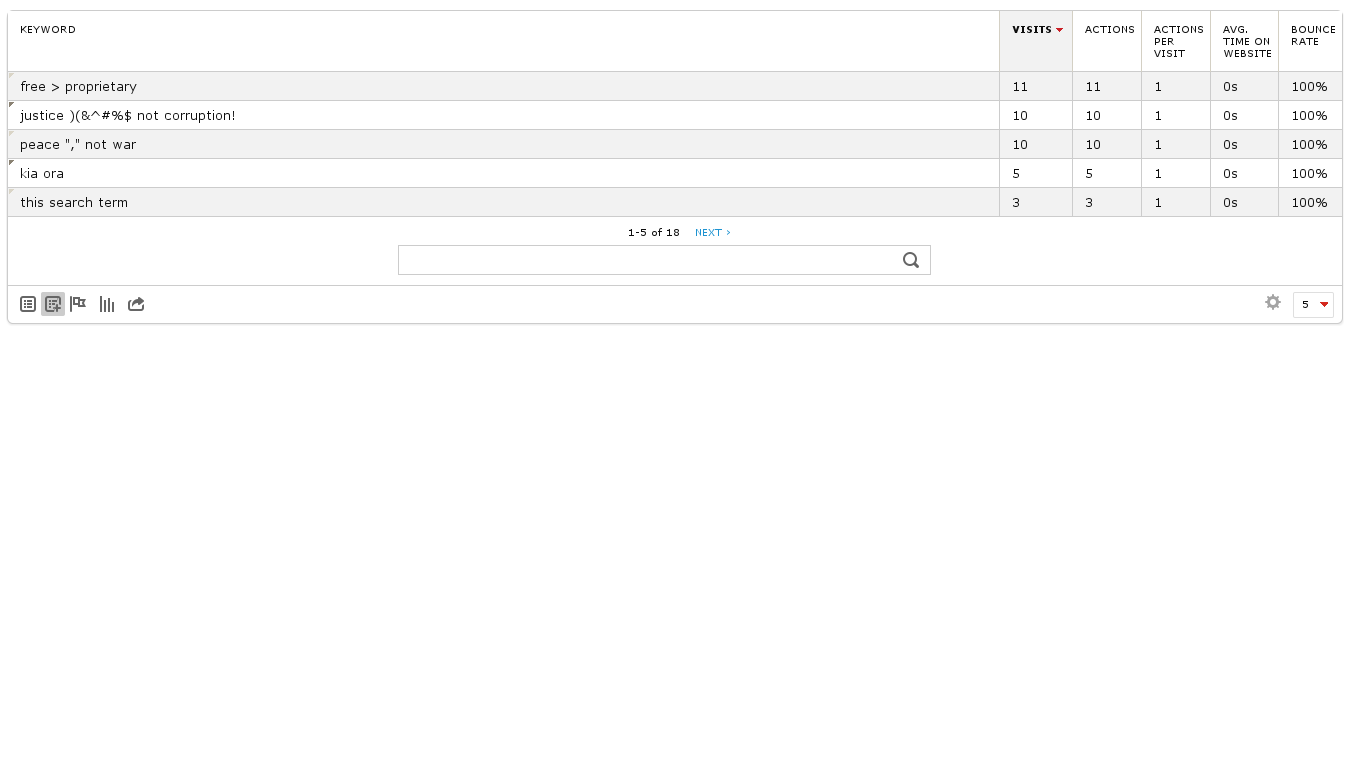 KEYWORD VISITS ACTIONS ACTIONS PER VISIT AVG. TIME ON WEBSITE BOUNCE RATE
free > proprietary 11 11 1 0s 100%
justice )(&^#%$ not corruption! 10 10 1 0s 100%
peace "," not war 10 10 1 0s 100%
kia ora 5 5 1 0s 100%
this search term 3 3 1 0s 100%
1-5 of 18 NEXT ›
5